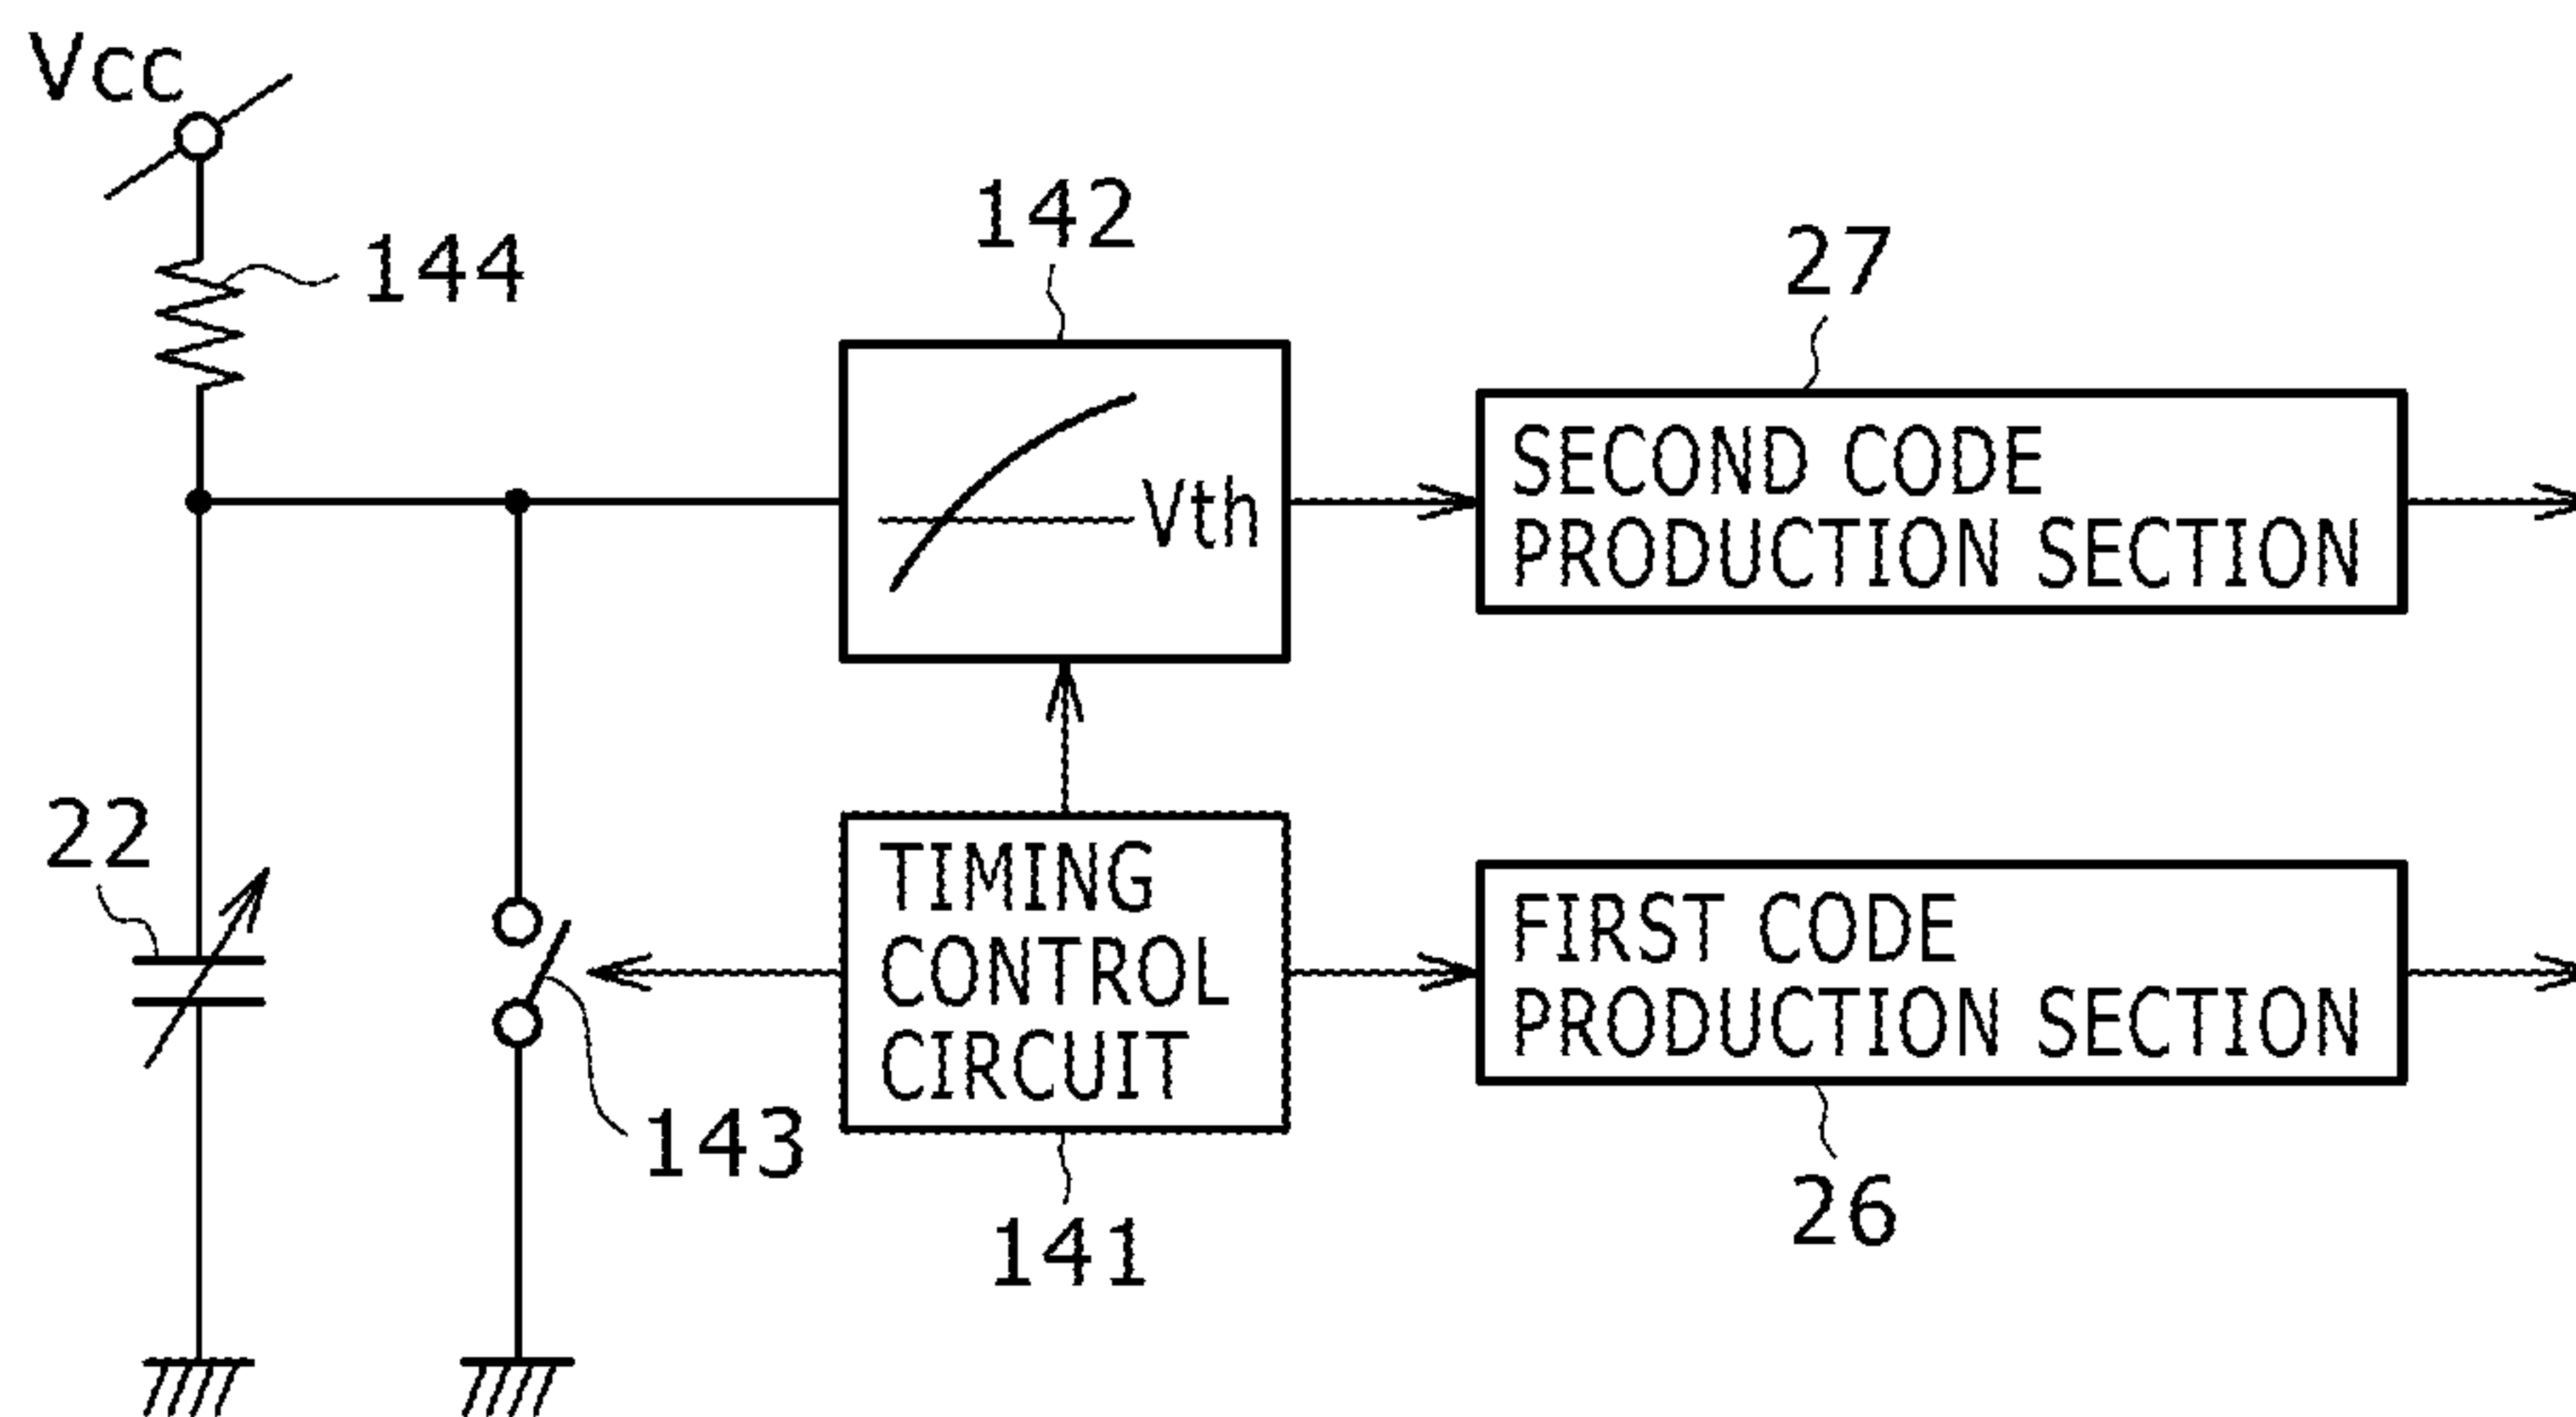 Vcc
144
142
27
Vth
SECOND CODE
PRODUCTION SECTION
22
143
TIMING
CONTROL
CIRCUIT
141
FIRST CODE
PRODUCTION SECTION
26